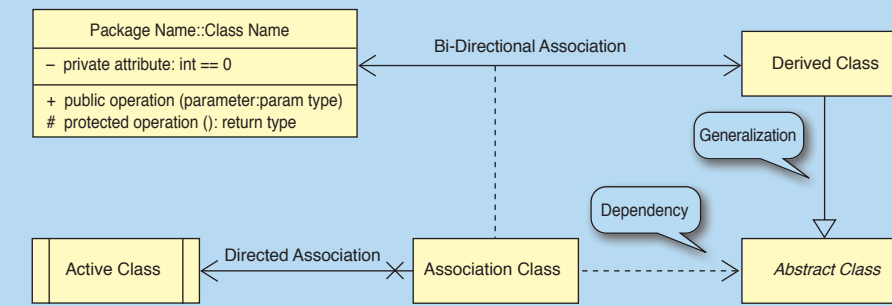 Package Name::Class Name
– private attribute: int == 0
+ public operation (parameter:param type)
# protected operation (): return type
Bi-Directional Association
Derived Class
Generalization
Dependency
Active Class
Directed Association
Association Class
Abstract Class